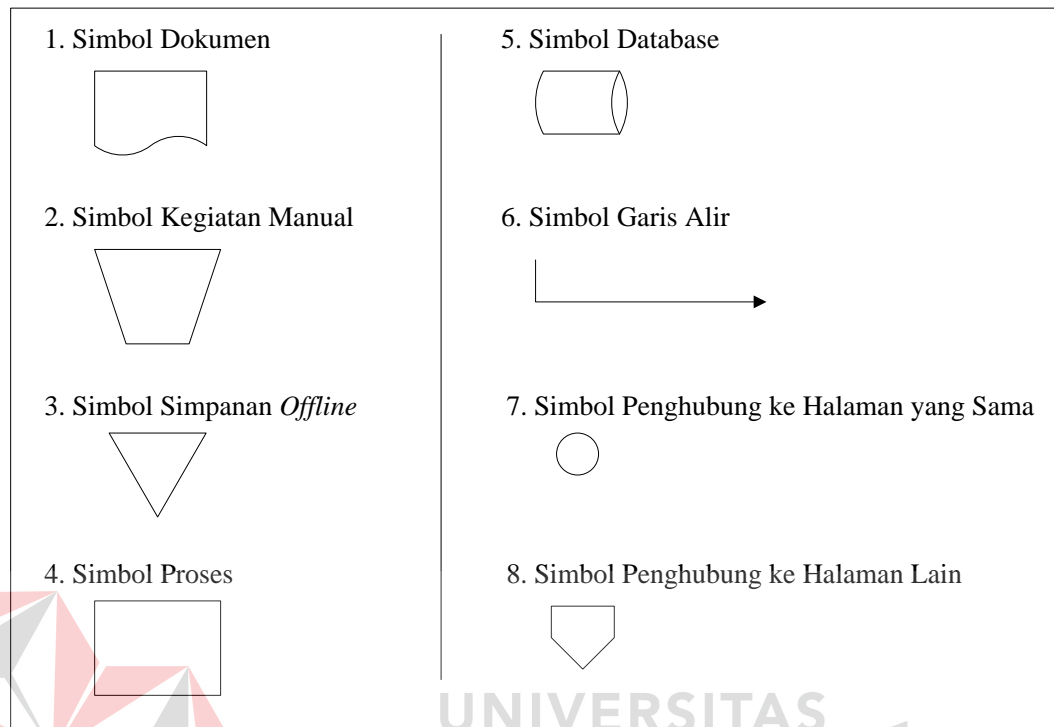 1. Simbol Dokumen
2. Simbol Kegiatan Manual
3. Simbol Simpanan Offline
4. Simbol Proses
5. Simbol Database
6. Simbol Garis Alir
7. Simbol Penghubung ke Halaman yang Sama
8. Simbol Penghubung ke Halaman Lain
UNIVERSITAS